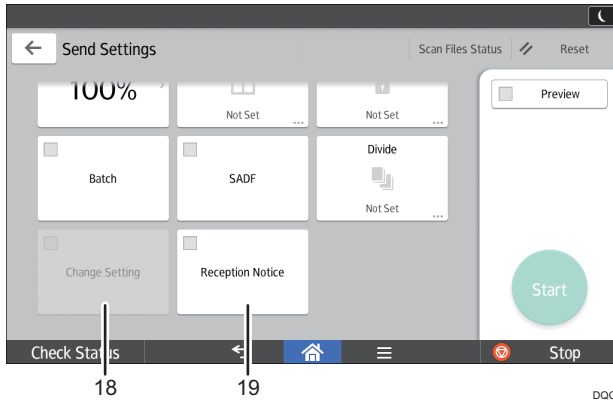 Send Settings
Scan Files Status
Reset
100%
Not Set
Not Set
Preview
Batch
SADF
Divide
Not Set
Change Setting
Reception Notice
Start
Check Status
Stop
18
19